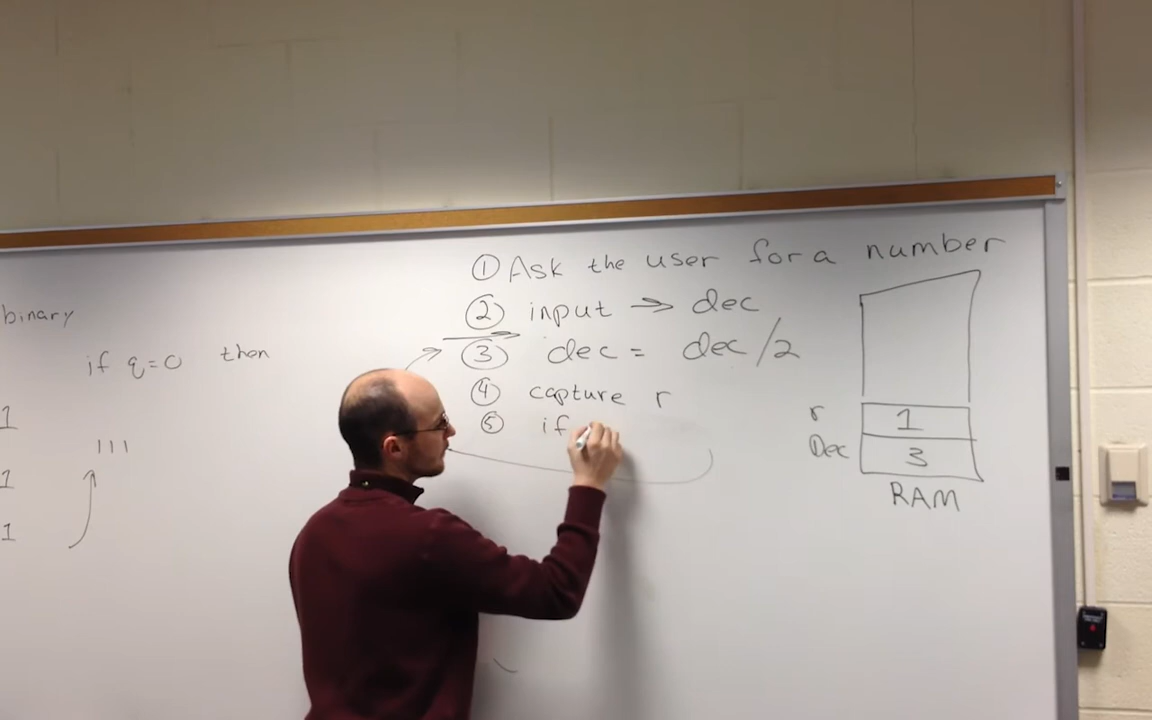 binary
if q=0 then
1
111
1
1
① Ask the user for a number
② input → dec
③ dec = dec/2
④ capture r
⑤ if
r 1
Dec 3
RAM